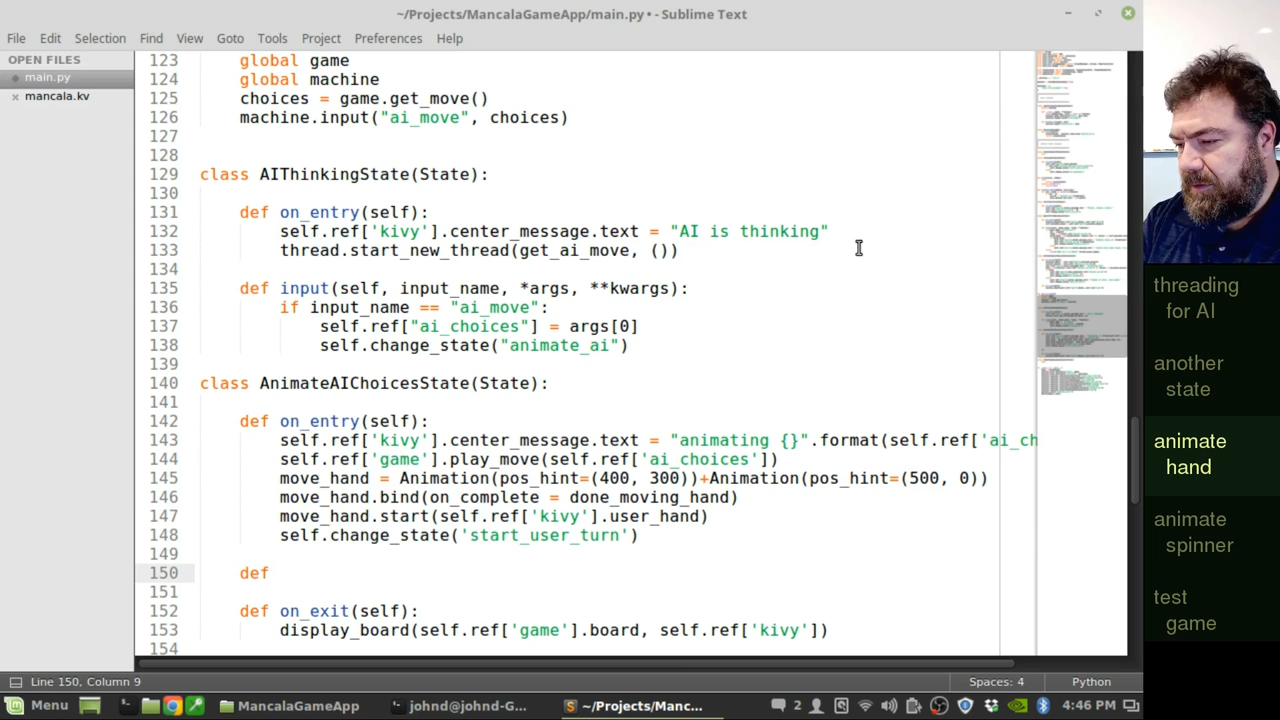 ~/Projects/MancalaGameApp/main.py • - Sublime Text
File Edit Selection Find View Goto Tools Project Preferences Help
OPEN FILES
main.py
mancala.kv
123 global game
124 global machine
125 choices = game.get_move()
126 machine.input("ai_move", choices)
127
128
129 class AIThinkingState(State):
130
131 def on_entry(self):
132 self.ref['kivy'].center_message.text = "AI is thinking"
133 thread.start_new_thread(get_ai_move, ())
134
135 def input(self, input_name, *args, **kwargs):
136 if input_name == "ai_move":
137 self.ref["ai_choices"] = args[0]
138 self.change_state("animate_ai")
139
140 class AnimateAIChoicesState(State):
141
142 def on_entry(self):
143 self.ref['kivy'].center_message.text = "animating {}".format(self.ref['ai_ch
144 self.ref['game'].play_move(self.ref['ai_choices'])
145 move_hand = Animation(pos_hint=(400, 300))+Animation(pos_hint=(500, 0))
146 move_hand.bind(on_complete = done_moving_hand)
147 move_hand.start(self.ref['kivy'].user_hand)
148 self.change_state('start_user_turn')
149
150 def
151
152 def on_exit(self):
153 display_board(self.ref['game'].board, self.ref['kivy'])
154
threading
for AI
another
state
animate
hand
animate
spinner
test
game
Line 150, Column 9
Spaces: 4
Python
Menu
MancalaGameApp
johnd@johnd-G...
~/Projects/Manc...
2
4:46 PM